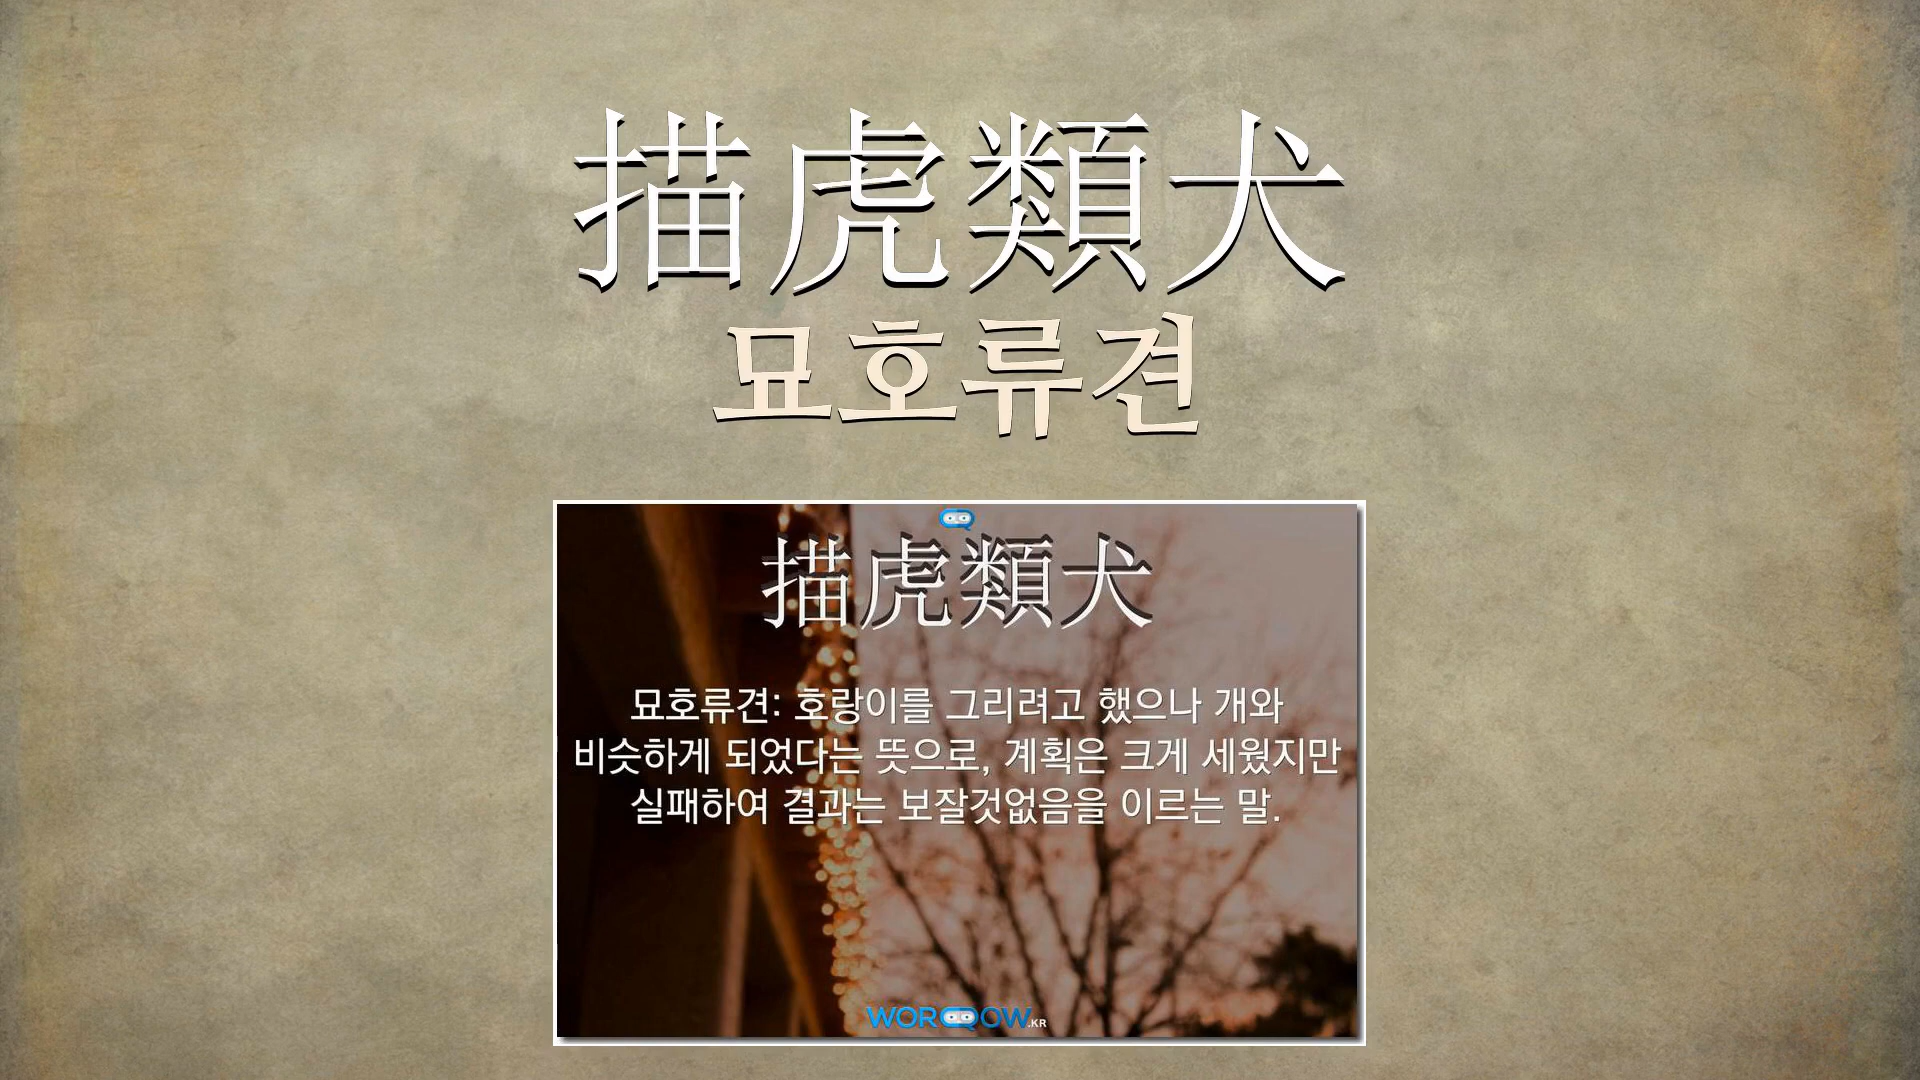 描虎類犬
묘호류견
描虎類犬
묘호류견: 호랑이를 그리려고 했으나 개와
비슷하게 되었다는 뜻으로, 계획은 크게 세웠지만
실패하여 결과는 보잘것없음을 이르는 말.
WORQQOW.KR